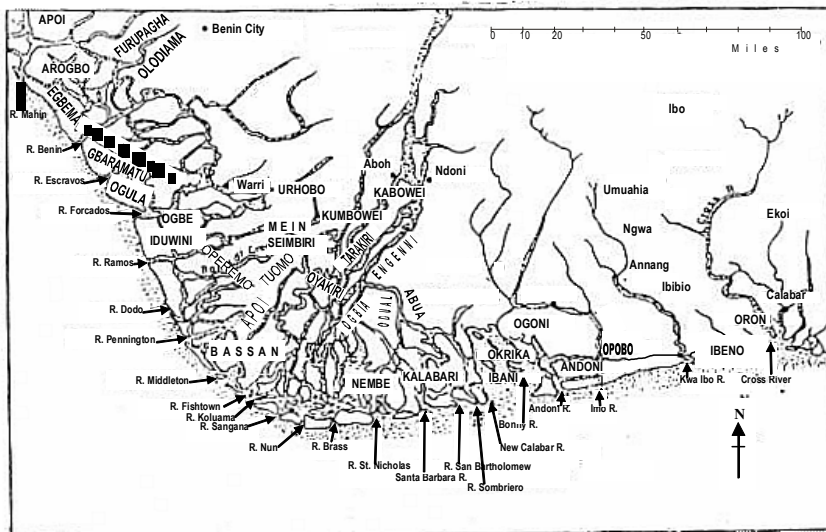 APOI
FURUPAGHA
OLODIAMA
Benin City
0 10 20 30 50 100
Miles
AROGBO
EGBEMA
R. Mahin
Ibo
R. Benin
GBARAMATU
Aboh
Ndoni
R. Escravos
OGULA
Warri
URHOBO
KABOWEI
Umuahia
R. Forcados
OGBE
MEIN
KUMBOWEI
Ekoi
IDUWINI
SEIMBIRI
TARAKIRI
ENGENNI
Ngwa
R. Ramos
OPEREMO
TUOMO
OYAKIRI
Annang
Ibibio
Calabar
R. Dodo
APOI
OGBIA
ODUAL
ABUA
OGONI
ORON
R. Pennington
BASSAN
OKRIKA
OPOBO
IBENO
ANDONI
R. Middleton
NEMBE
KALABARI
IBANI
Kwa Ibo R.
Cross River
R. Fishtown
R. Koluama
R. Sangana
Andoni R.
Imo R.
N
R. Nun
R. Brass
Bonny R.
R. St. Nicholas
New Calabar R.
R. San Bartholomew
Santa Barbara R.
R. Sombriero